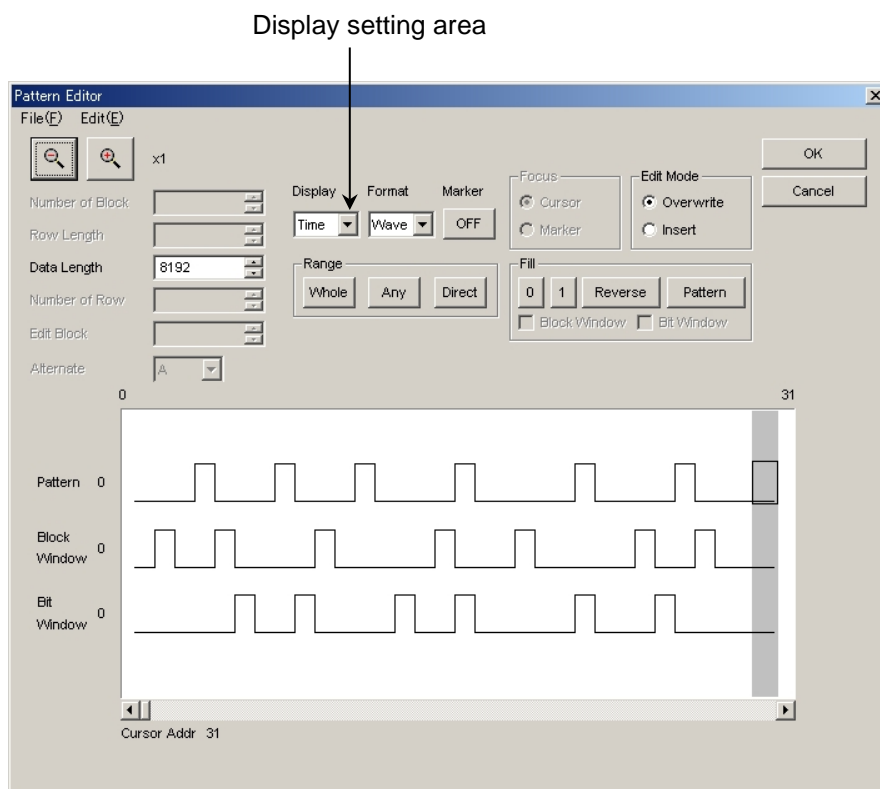 Display setting area
Pattern Editor
File(F) Edit(E)
x1
OK
Cancel
Number of Block
Row Length
Data Length 8192
Number of Row
Edit Block
Alternate A
Display Format Marker
Time Wave OFF
Focus
Cursor
Marker
Edit Mode
Overwrite
Insert
Range
Whole Any Direct
Fill
0 1 Reverse Pattern
Block Window Bit Window
0 31
Pattern 0
Block
Window 0
Bit
Window 0
Cursor Addr 31